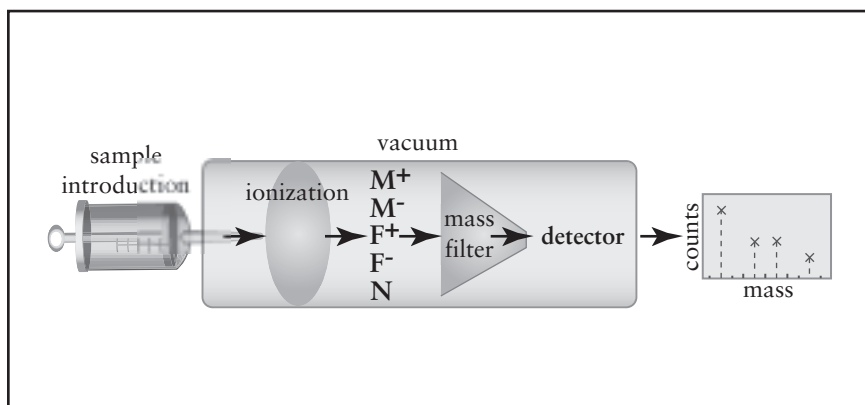 vacuum
sample
introduction
ionization
M+
M-
F+
F-
N
mass
filter
detector
counts
mass